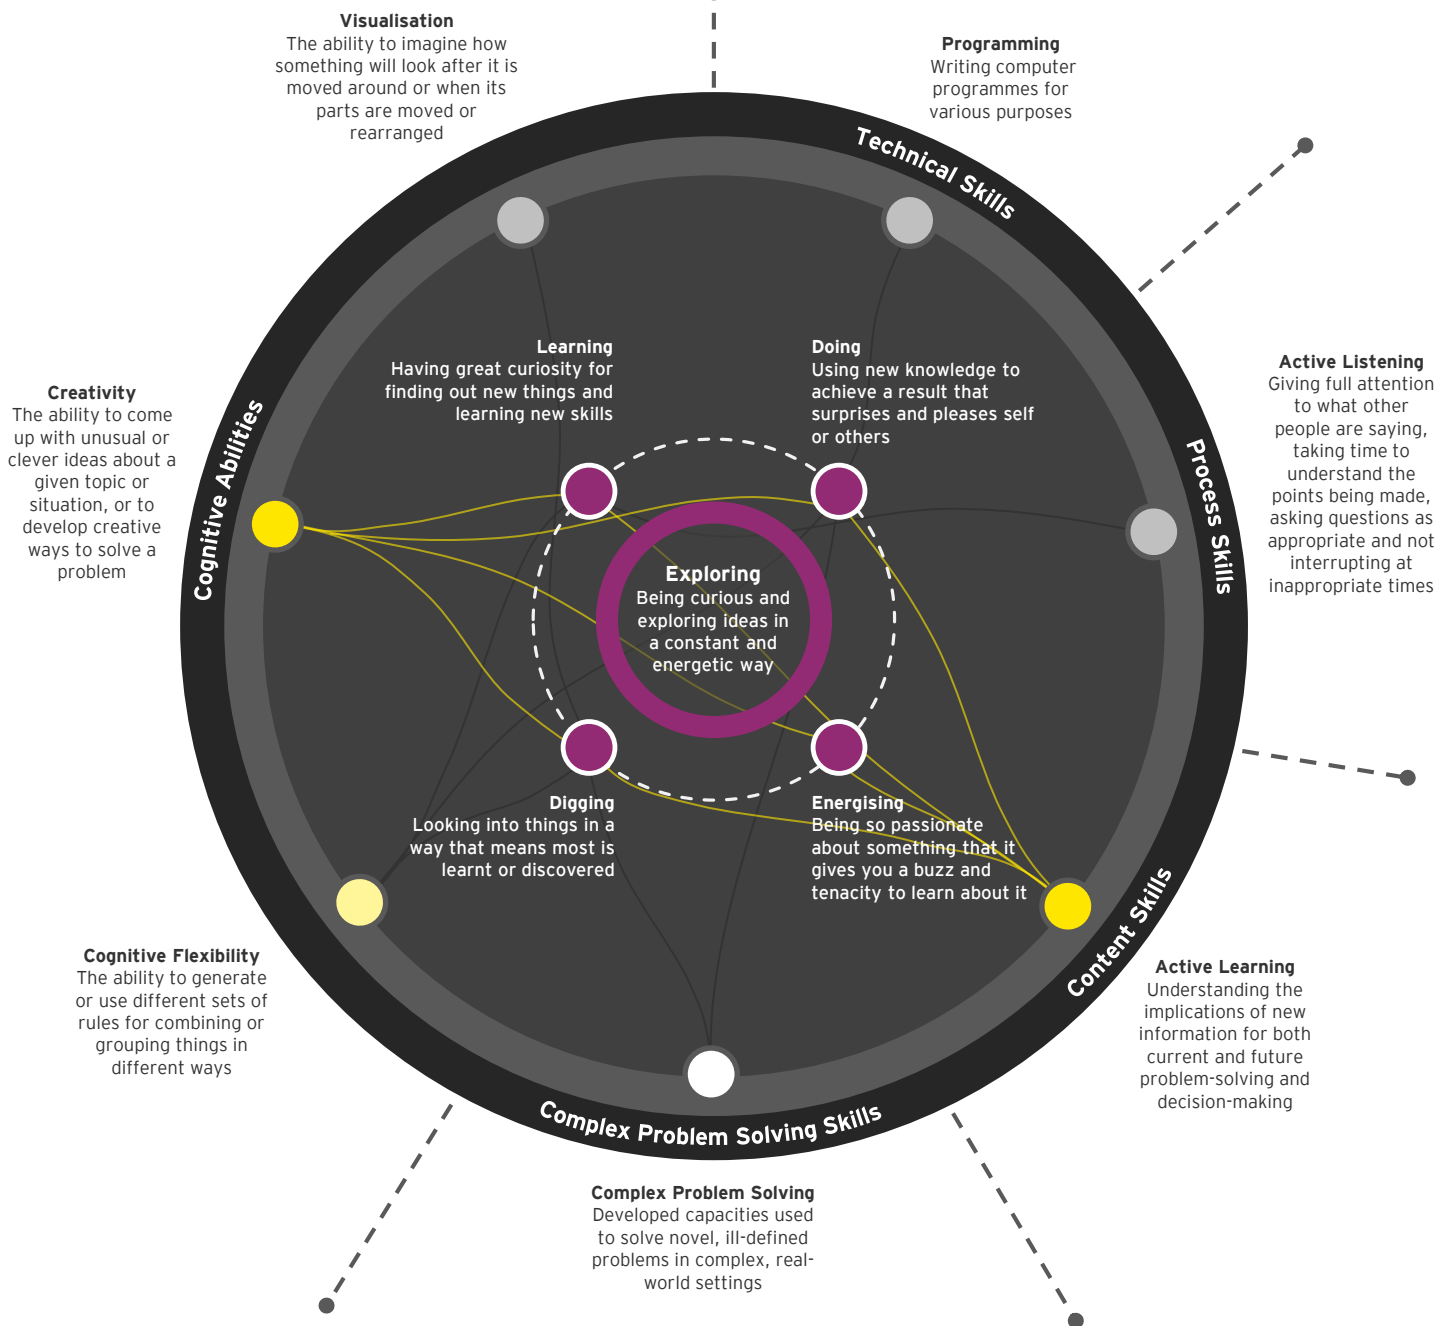 Visualisation
The ability to imagine how
something will look after it is
moved around or when its
parts are moved or
rearranged
Programming
Writing computer
programmes for
various purposes
Technical Skills
Active Listening
Giving full attention
to what other
people are saying,
taking time to
understand the
points being made,
asking questions as
appropriate and not
interrupting at
inappropriate times
Process Skills
Creativity
The ability to come
up with unusual or
clever ideas about a
given topic or
situation, or to
develop creative
ways to solve a
problem
Cognitive Abilities
Learning
Having great curiosity for
finding out new things and
learning new skills
Doing
Using new knowledge to
achieve a result that
surprises and pleases self
or others
Exploring
Being curious and
exploring ideas in
a constant and
energetic way
Digging
Looking into things in a
way that means most is
learnt or discovered
Energising
Being so passionate
about something that it
gives you a buzz and
tenacity to learn about it
Content Skills
Cognitive Flexibility
The ability to generate
or use different sets of
rules for combining or
grouping things in
different ways
Active Learning
Understanding the
implications of new
information for both
current and future
problem-solving and
decision-making
Complex Problem Solving Skills
Complex Problem Solving
Developed capacities used
to solve novel, ill-defined
problems in complex, real-
world settings